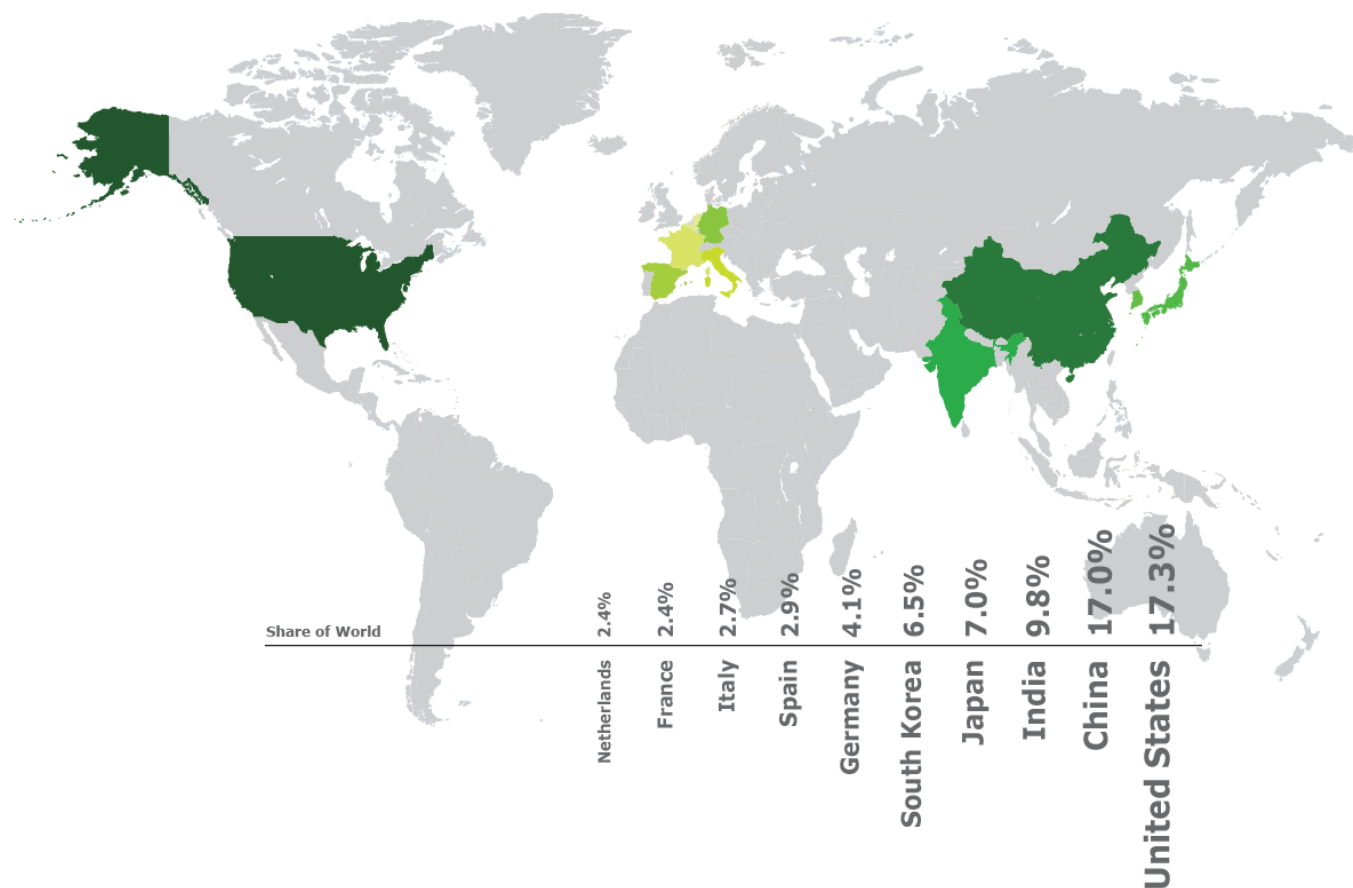 Share of World
2.4%
2.4%
2.7%
2.9%
4.1%
6.5%
7.0%
9.8%
17.0%
17.3%
Netherlands
France
Italy
Spain
Germany
South Korea
Japan
India
China
United States